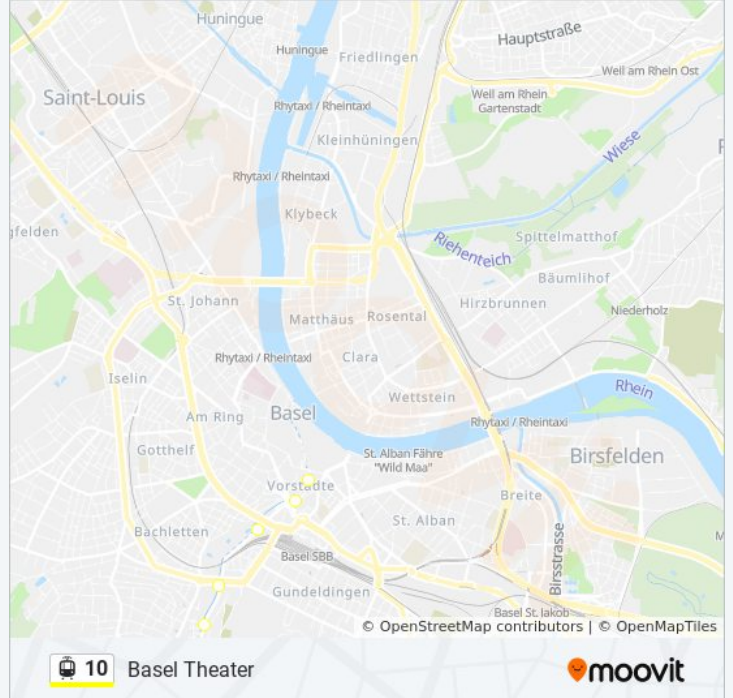 Huningue
Hauptstraße
Huningue
Friedlingen
Weil am Rhein Ost
Saint-Louis
Weil am Rhein
Gartenstadt
Rhytaxi / Rheintaxi
Kleinhüningen
Wiese
Rhytaxi / Rheintaxi
Klybeck
gfelden
Riehenteich
Spittelmatthof
Bäumlihof
St. Johann
Hirzbrunnen
Niederholz
Matthäus
Rosental
Rhytaxi / Rheintaxi
Clara
Iselin
Rhein
Wettstein
Am Ring
Basel
Rhytaxi / Rheintaxi
Gotthelf
St. Alban Fähre
"Wild Maa"
Birsfelden
Vorstädte
Breite
St. Alban
Bachletten
Basel SBB
Birsstrasse
Gundeldingen
Basel St. Jakob
© OpenStreetMap contributors | © OpenMapTiles
10 Basel Theater
moovit